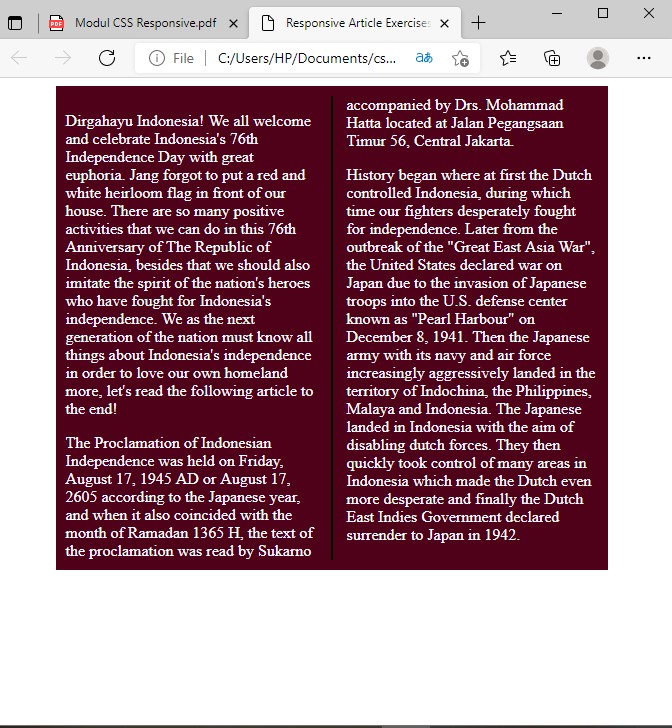 Modul CSS Responsive.pdf
Responsive Article Exercises
File
C:/Users/HP/Documents/cs...
aあ
PDF
Dirgahayu Indonesia! We all welcome
and celebrate Indonesia's 76th
Independence Day with great
euphoria. Jang forgot to put a red and
white heirloom flag in front of our
house. There are so many positive
activities that we can do in this 76th
Anniversary of The Republic of
Indonesia, besides that we should also
imitate the spirit of the nation's heroes
who have fought for Indonesia's
independence. We as the next
generation of the nation must know all
things about Indonesia's independence
in order to love our own homeland
more, let's read the following article to
the end!
The Proclamation of Indonesian
Independence was held on Friday,
August 17, 1945 AD or August 17,
2605 according to the Japanese year,
and when it also coincided with the
month of Ramadan 1365 H, the text of
the proclamation was read by Sukarno
accompanied by Drs. Mohammad
Hatta located at Jalan Pegangsaan
Timur 56, Central Jakarta.
History began where at first the Dutch
controlled Indonesia, during which
time our fighters desperately fought
for independence. Later from the
outbreak of the "Great East Asia War",
the United States declared war on
Japan due to the invasion of Japanese
troops into the U.S. defense center
known as "Pearl Harbour" on
December 8, 1941. Then the Japanese
army with its navy and air force
increasingly aggressively landed in the
territory of Indochina, the Philippines,
Malaya and Indonesia. The Japanese
landed in Indonesia with the aim of
disabling dutch forces. They then
quickly took control of many areas in
Indonesia which made the Dutch even
more desperate and finally the Dutch
East Indies Government declared
surrender to Japan in 1942.